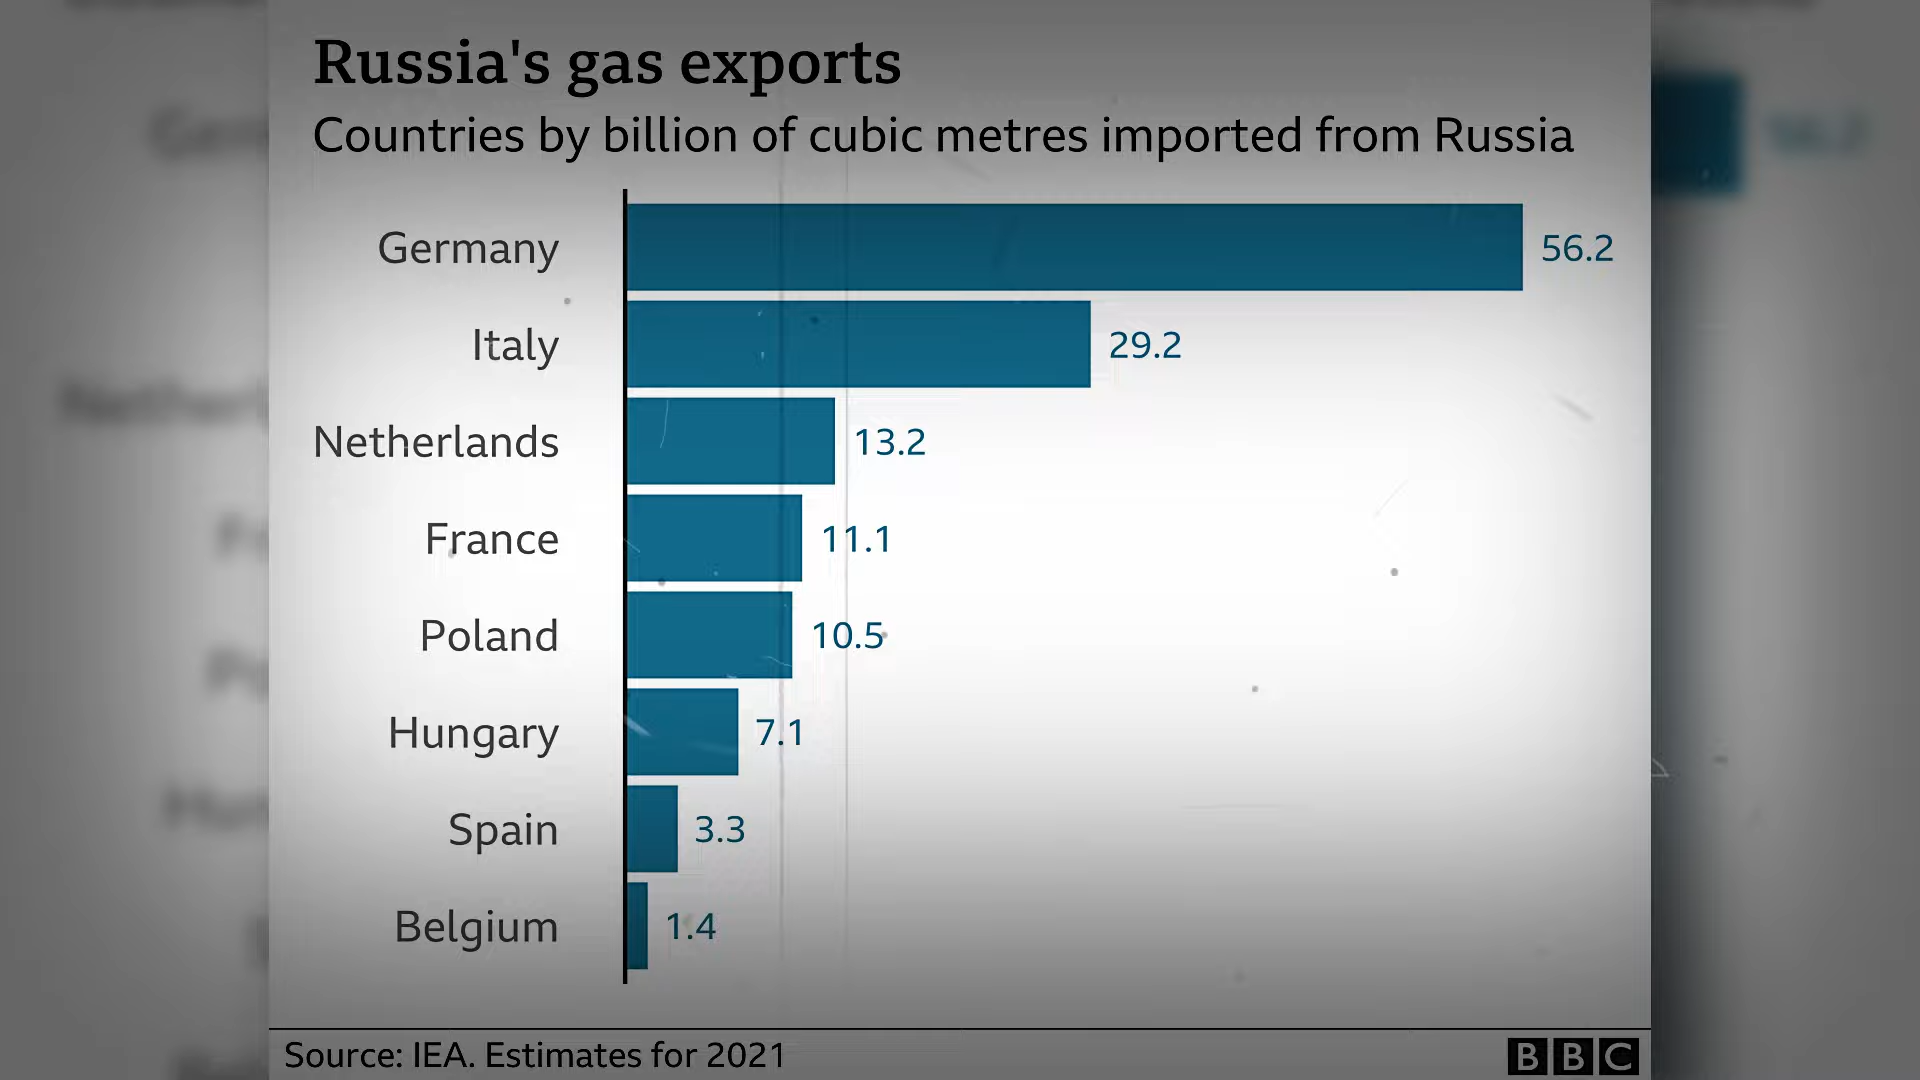 Russia's gas exports
Countries by billion of cubic metres imported from Russia
Germany 56.2
Italy 29.2
Netherlands 13.2
France 11.1
Poland 10.5
Hungary 7.1
Spain 3.3
Belgium 1.4
Source: IEA. Estimates for 2021
BBC